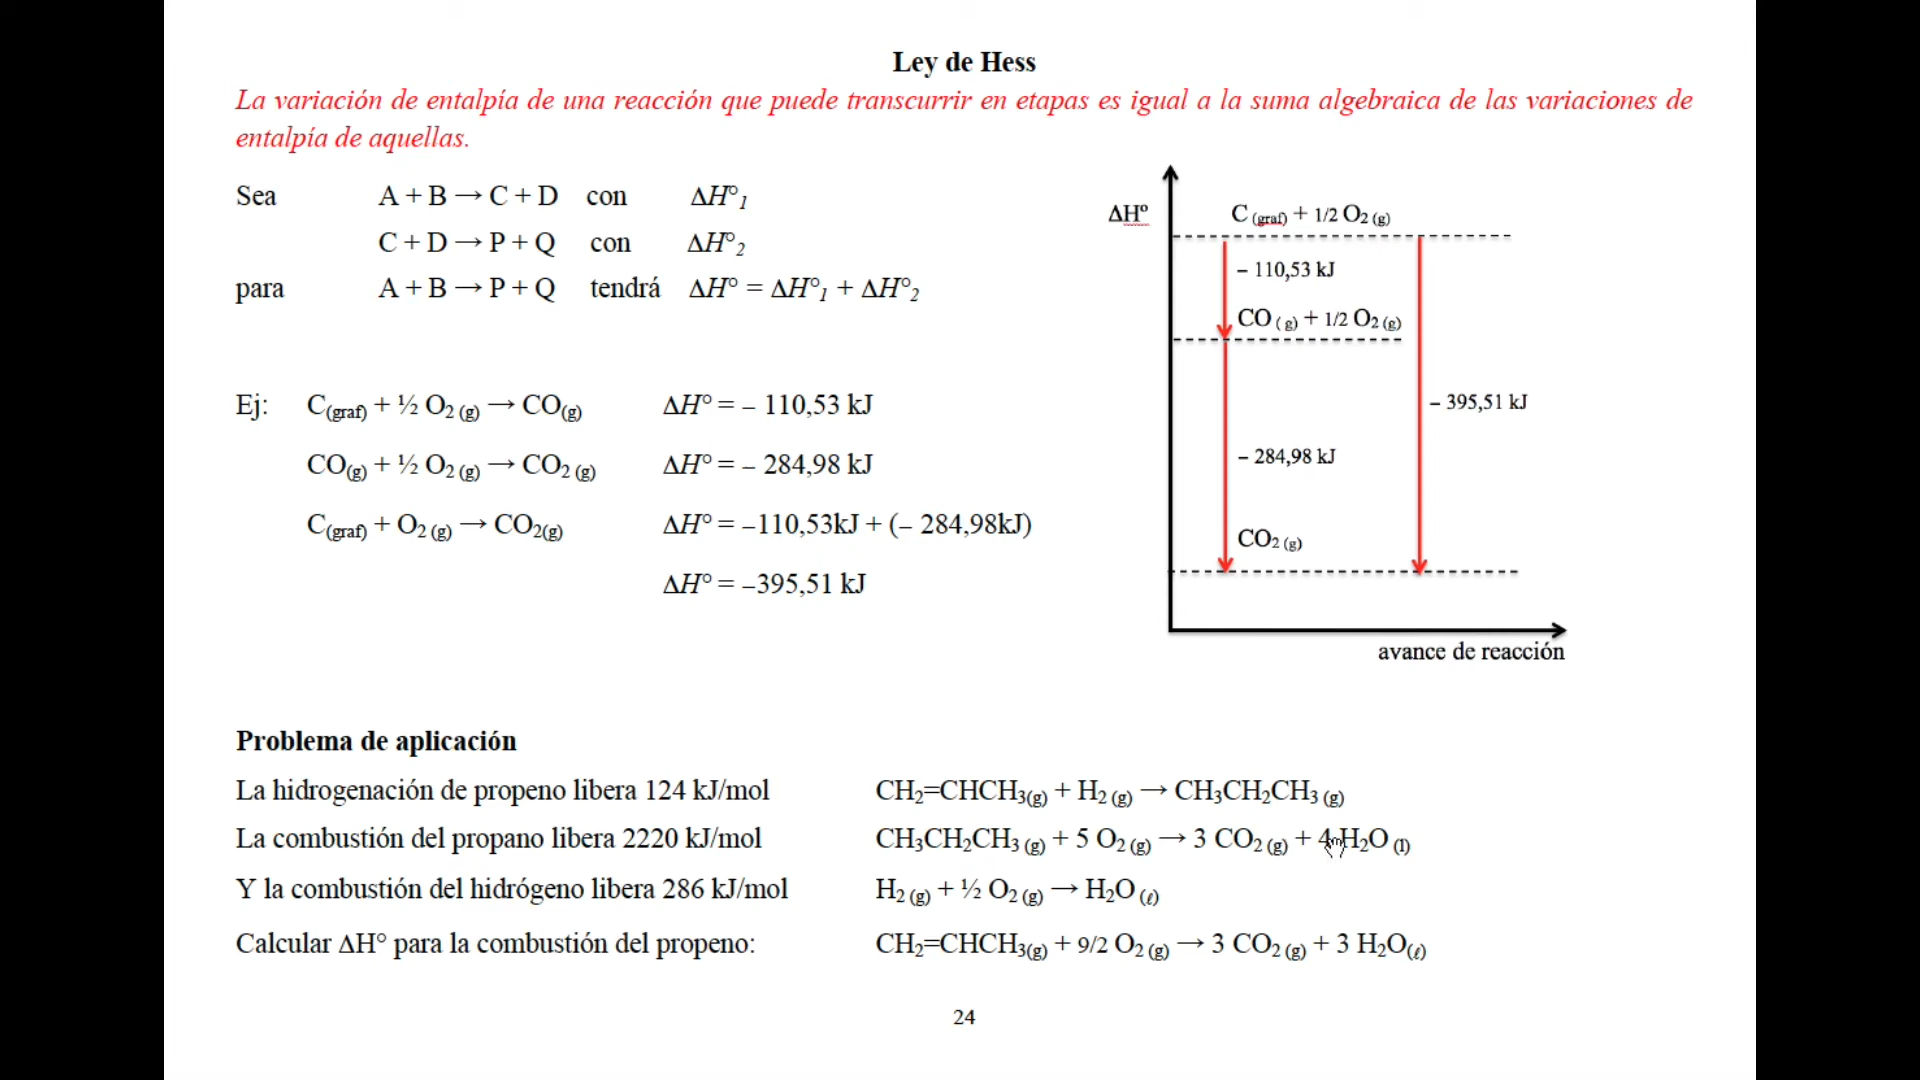 Ley de Hess
La variación de entalpía de una reacción que puede transcurrir en etapas es igual a la suma algebraica de las variaciones de
entalpía de aquellas.
Sea A + B → C + D con ΔH°₁
C + D → P + Q con ΔH°₂
para A + B → P + Q tendrá ΔH° = ΔH°₁ + ΔH°₂
Ej: C(graf) + ½ O₂ (g) → CO(g) ΔH° = – 110,53 kJ
CO(g) + ½ O₂ (g) → CO₂ (g) ΔH° = – 284,98 kJ
C(graf) + O₂ (g) → CO₂(g) ΔH° = –110,53kJ + (– 284,98kJ)
ΔH° = –395,51 kJ
ΔHº
C (graf) + 1/2 O₂ (g)
– 110,53 kJ
CO ( g) + 1/2 O₂ (g)
– 395,51 kJ
– 284,98 kJ
CO₂ (g)
avance de reacción
Problema de aplicación
La hidrogenación de propeno libera 124 kJ/mol CH₂=CHCH₃(g) + H₂ (g) → CH₃CH₂CH₃ (g)
La combustión del propano libera 2220 kJ/mol CH₃CH₂CH₃ (g) + 5 O₂ (g) → 3 CO₂ (g) + 4 H₂O (l)
Y la combustión del hidrógeno libera 286 kJ/mol H₂ (g) + ½ O₂ (g) → H₂O (ℓ)
Calcular ΔH° para la combustión del propeno: CH₂=CHCH₃(g) + 9/2 O₂ (g) → 3 CO₂ (g) + 3 H₂O(ℓ)
24